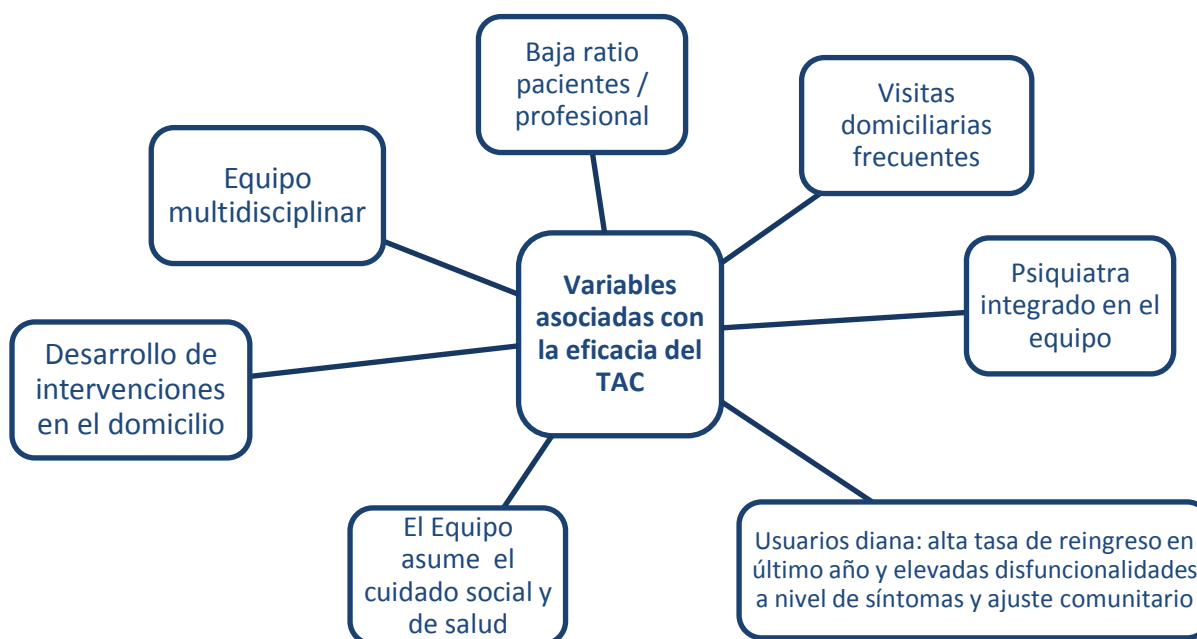 Baja ratio
pacientes /
profesional
Visitas
domiciliarias
frecuentes
Equipo
multidisciplinar
Variables
asociadas con
la eficacia del
TAC
Psiquiatra
integrado en el
equipo
Desarrollo de
intervenciones
en el domicilio
El Equipo
asume el
cuidado social y
de salud
Usuarios diana: alta tasa de reingreso en
último año y elevadas disfuncionalidades
a nivel de síntomas y ajuste comunitario